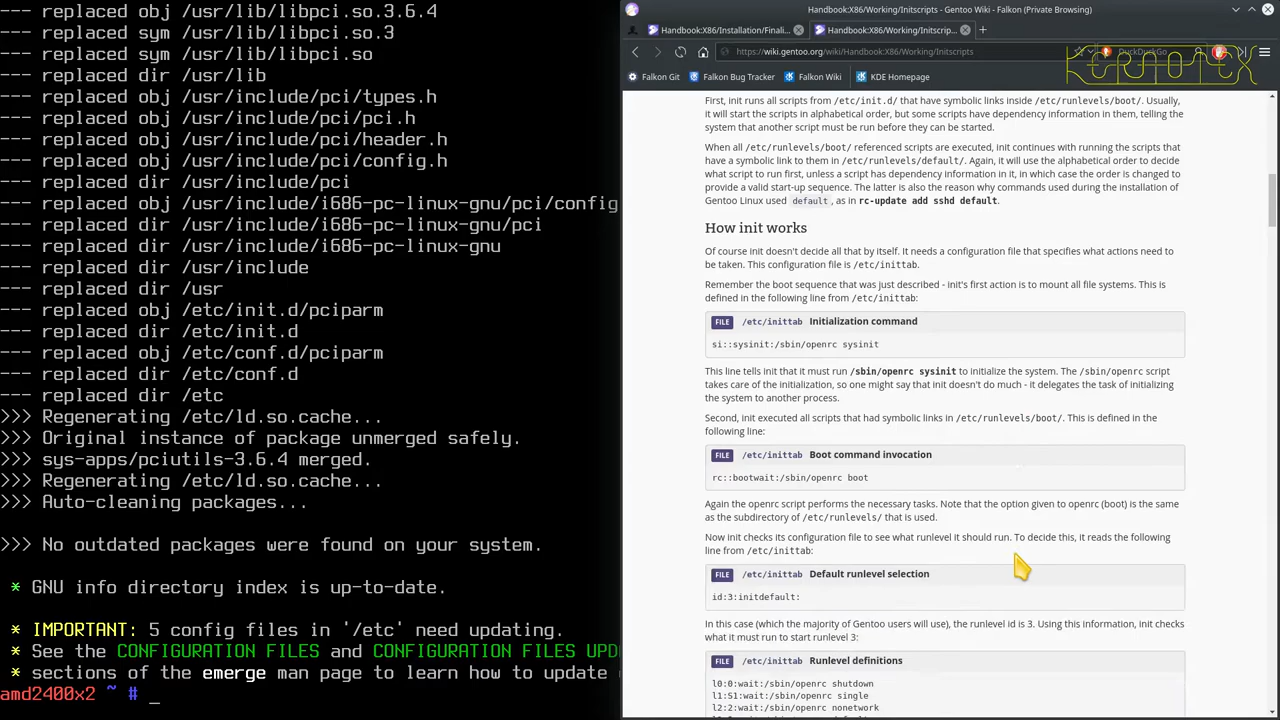 --- replaced obj /usr/lib/libpci.so.3.6.4
--- replaced sym /usr/lib/libpci.so.3
--- replaced sym /usr/lib/libpci.so
--- replaced dir /usr/lib
--- replaced obj /usr/include/pci/types.h
--- replaced obj /usr/include/pci/pci.h
--- replaced obj /usr/include/pci/header.h
--- replaced obj /usr/include/pci/config.h
--- replaced dir /usr/include/pci
--- replaced obj /usr/include/i686-pc-linux-gnu/pci/config
--- replaced dir /usr/include/i686-pc-linux-gnu/pci
--- replaced dir /usr/include/i686-pc-linux-gnu
--- replaced dir /usr/include
--- replaced dir /usr
--- replaced obj /etc/init.d/pciparm
--- replaced dir /etc/init.d
--- replaced obj /etc/conf.d/pciparm
--- replaced dir /etc/conf.d
--- replaced dir /etc
>>> Regenerating /etc/ld.so.cache...
>>> Original instance of package unmerged safely.
>>> sys-apps/pciutils-3.6.4 merged.
>>> Regenerating /etc/ld.so.cache...
>>> Auto-cleaning packages...
>>> No outdated packages were found on your system.
* GNU info directory index is up-to-date.
* IMPORTANT: 5 config files in '/etc' need updating.
* See the CONFIGURATION FILES and CONFIGURATION FILES UPD
* sections of the emerge man page to learn how to update
amd2400x2 ~ # _
Handbook:X86/Working/Initscripts - Gentoo Wiki - Falkon (Private Browsing)
Handbook:X86/Installation/Finali
Handbook:X86/Working/Initscrip...
https://wiki.gentoo.org/wiki/Handbook:X86/Working/Initscripts
DuckDuckGo
Falkon Git Falkon Bug Tracker Falkon Wiki KDE Homepage
First, init runs all scripts from /etc/init.d/ that have symbolic links inside /etc/runlevels/boot/. Usually,
it will start the scripts in alphabetical order, but some scripts have dependency information in them, telling the
system that another script must be run before they can be started.
When all /etc/runlevels/boot/ referenced scripts are executed, init continues with running the scripts that
have a symbolic link to them in /etc/runlevels/default/. Again, it will use the alphabetical order to decide
what script to run first, unless a script has dependency information in it, in which case the order is changed to
provide a valid start-up sequence. The latter is also the reason why commands used during the installation of
Gentoo Linux used default, as in rc-update add sshd default.
How init works
Of course init doesn't decide all that by itself. It needs a configuration file that specifies what actions need to
be taken. This configuration file is /etc/inittab.
Remember the boot sequence that was just described - init's first action is to mount all file systems. This is
defined in the following line from /etc/inittab:
FILE /etc/inittab Initialization command
si::sysinit:/sbin/openrc sysinit
This line tells init that it must run /sbin/openrc sysinit to initialize the system. The /sbin/openrc script
takes care of the initialization, so one might say that init doesn't do much - it delegates the task of initializing
the system to another process.
Second, init executed all scripts that had symbolic links in /etc/runlevels/boot/. This is defined in the
following line:
FILE /etc/inittab Boot command invocation
rc::bootwait:/sbin/openrc boot
Again the openrc script performs the necessary tasks. Note that the option given to openrc (boot) is the same
as the subdirectory of /etc/runlevels/ that is used.
Now init checks its configuration file to see what runlevel it should run. To decide this, it reads the following
line from /etc/inittab:
FILE /etc/inittab Default runlevel selection
id:3:initdefault:
In this case (which the majority of Gentoo users will use), the runlevel id is 3. Using this information, init checks
what it must run to start runlevel 3:
FILE /etc/inittab Runlevel definitions
l0:0:wait:/sbin/openrc shutdown
l1:S1:wait:/sbin/openrc single
l2:2:wait:/sbin/openrc nonetwork